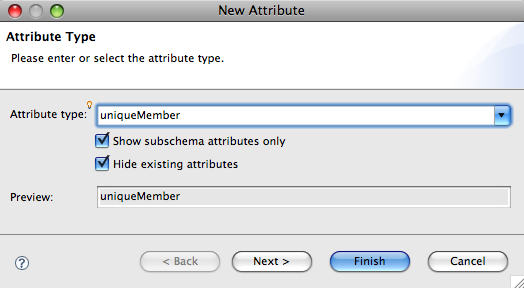 New Attribute
Attribute Type
Please enter or select the attribute type.
Attribute type: uniqueMember
Show subschema attributes only
Hide existing attributes
Preview: uniqueMember
? < Back Next > Finish Cancel